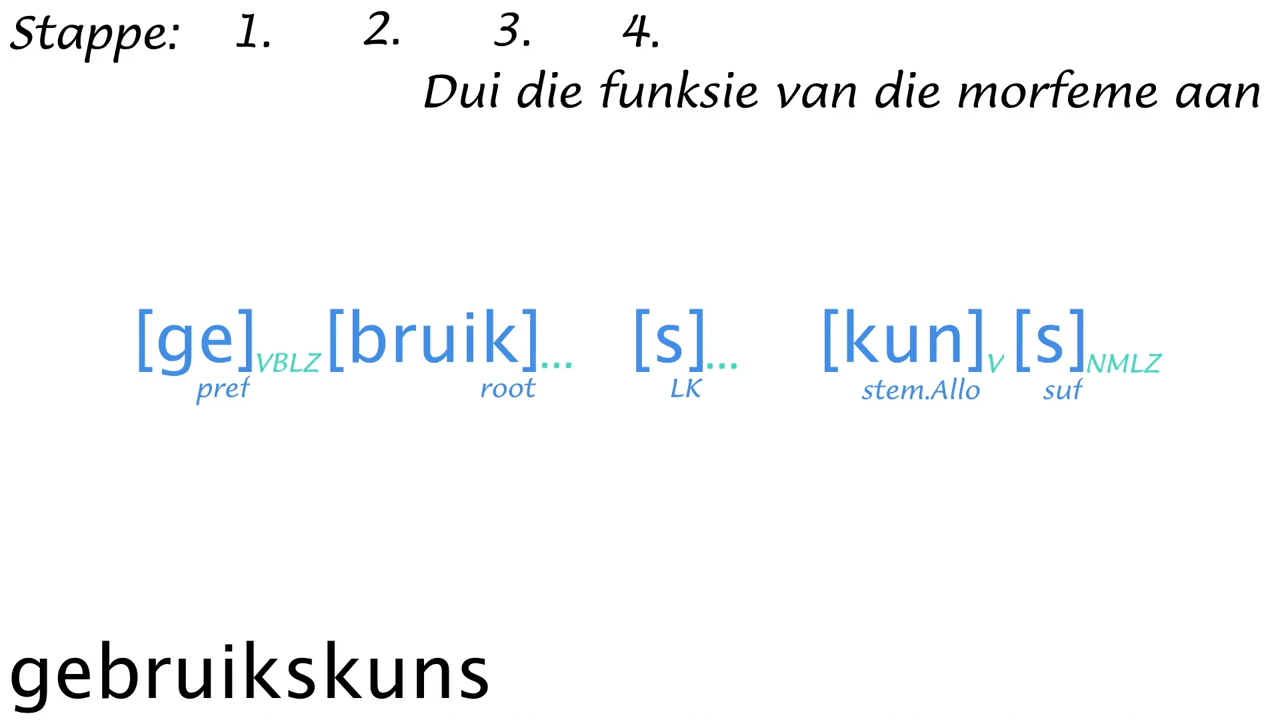 Stappe: 1. 2. 3. 4.
Dui die funksie van die morfeme aan
[ge]VBLZ [bruik]... [s]... [kun]V [s]NMLZ
pref root LK stem.Allo suf
gebruikskuns